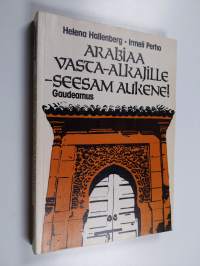 Helena Hallenberg · Irmeli Perho
ARABIAA
VASTA-ALKAJILLE
-SEESAM AUKENE!
Gaudeamus